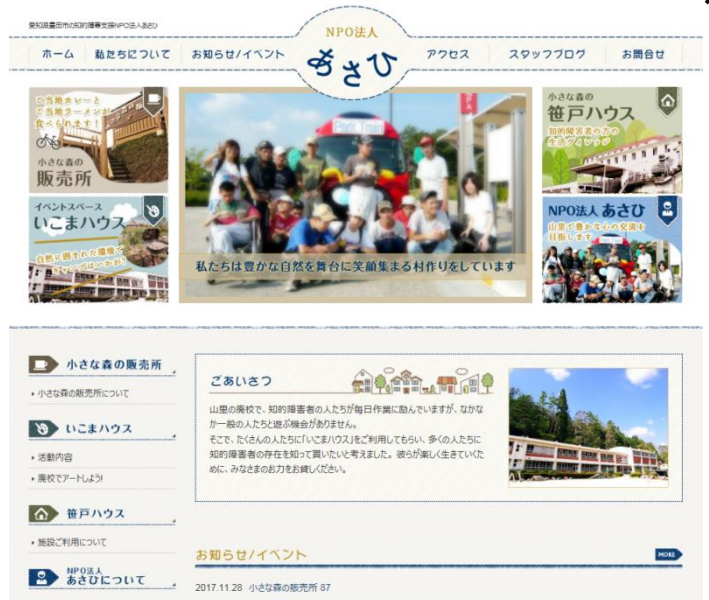 愛知県豊田市の知的障害支援NPO法人あさひ
NPO法人
あさひ
ホーム
私たちについて
お知らせ/イベント
アクセス
スタッフブログ
お問合せ
ご当地カレーと
ご当地ラーメンが
食べられます!
小さな森の
販売所
イベントスペース
いこまハウス
自然に囲まれた環境で
キャンプはいかが?
Park Train
私たちは豊かな自然を舞台に笑顔集まる村作りをしています
小さな森の
笹戸ハウス
知的障害者の方の
生活ヴィレッジ
NPO法人 あさひ
山里で豊かな心の交流を
目指します
小さな森の販売所
小さな森の販売所について
いこまハウス
活動内容
廃校でアートしよう!
笹戸ハウス
施設ご利用について
NPO法人
あさひについて
ごあいさつ
山里の廃校で、知的障害者の人たちが毎日作業に励んでいますが、なかな
か一般の人たちと遊ぶ機会がありません。
そこで、たくさんの人たちに「いこまハウス」をご利用してもらい、多くの人たちに
知的障害者の存在を知って貰いたいと考えました。彼らが楽しく生きていくた
めに、みなさまのお力をお貸しください。
お知らせ/イベント
MORE
2017.11.28 小さな森の販売所 87